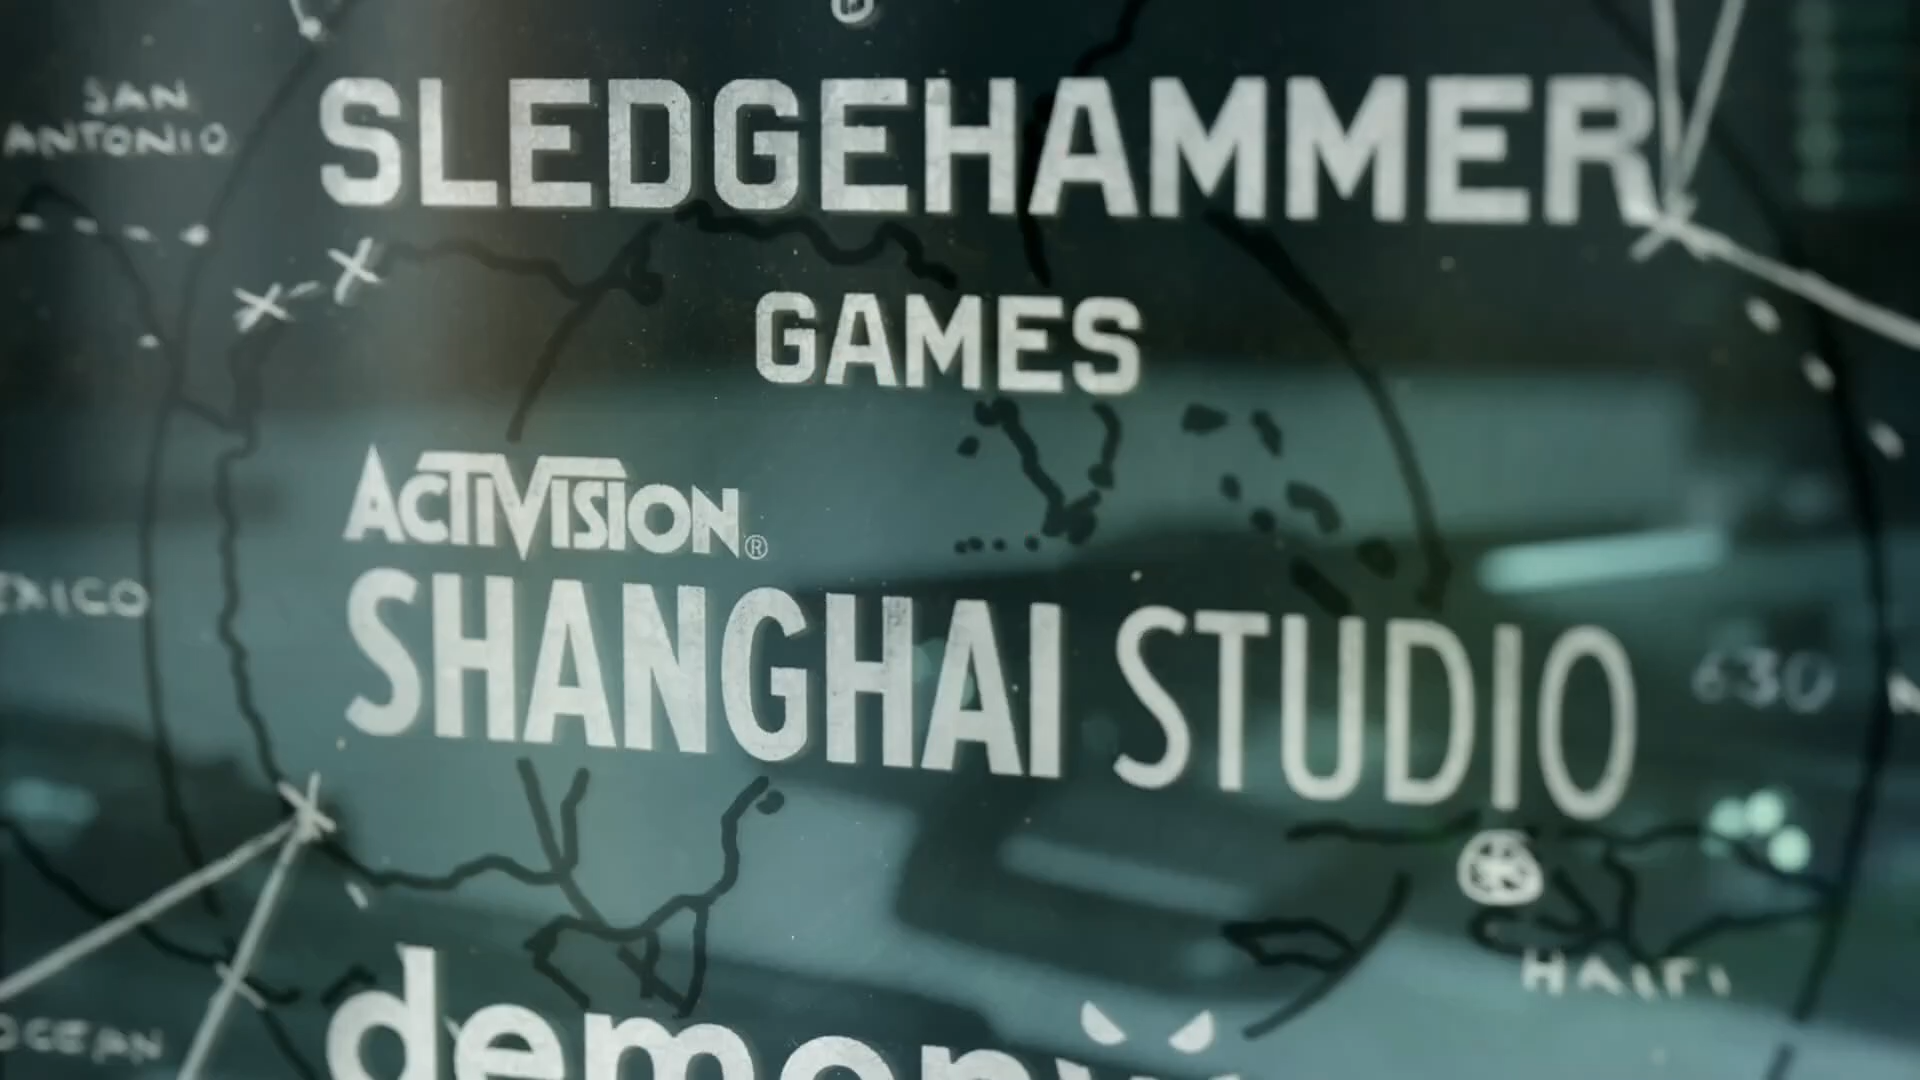 SAN
ANTONIO
SLEDGEHAMMER
GAMES
ACTIVISION®
SHANGHAI STUDIO
630
HAITI
OCEAN